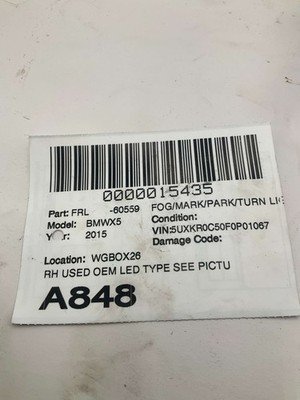 0000015435
Part: FRL -60559 FOG/MARK/PARK/TURN LIG
Model: BMWX5 Condition:
Year: 2015 VIN:5UXKR0C50F0P01067
Damage Code:
Location: WGBOX26
RH USED OEM LED TYPE SEE PICTU
A848